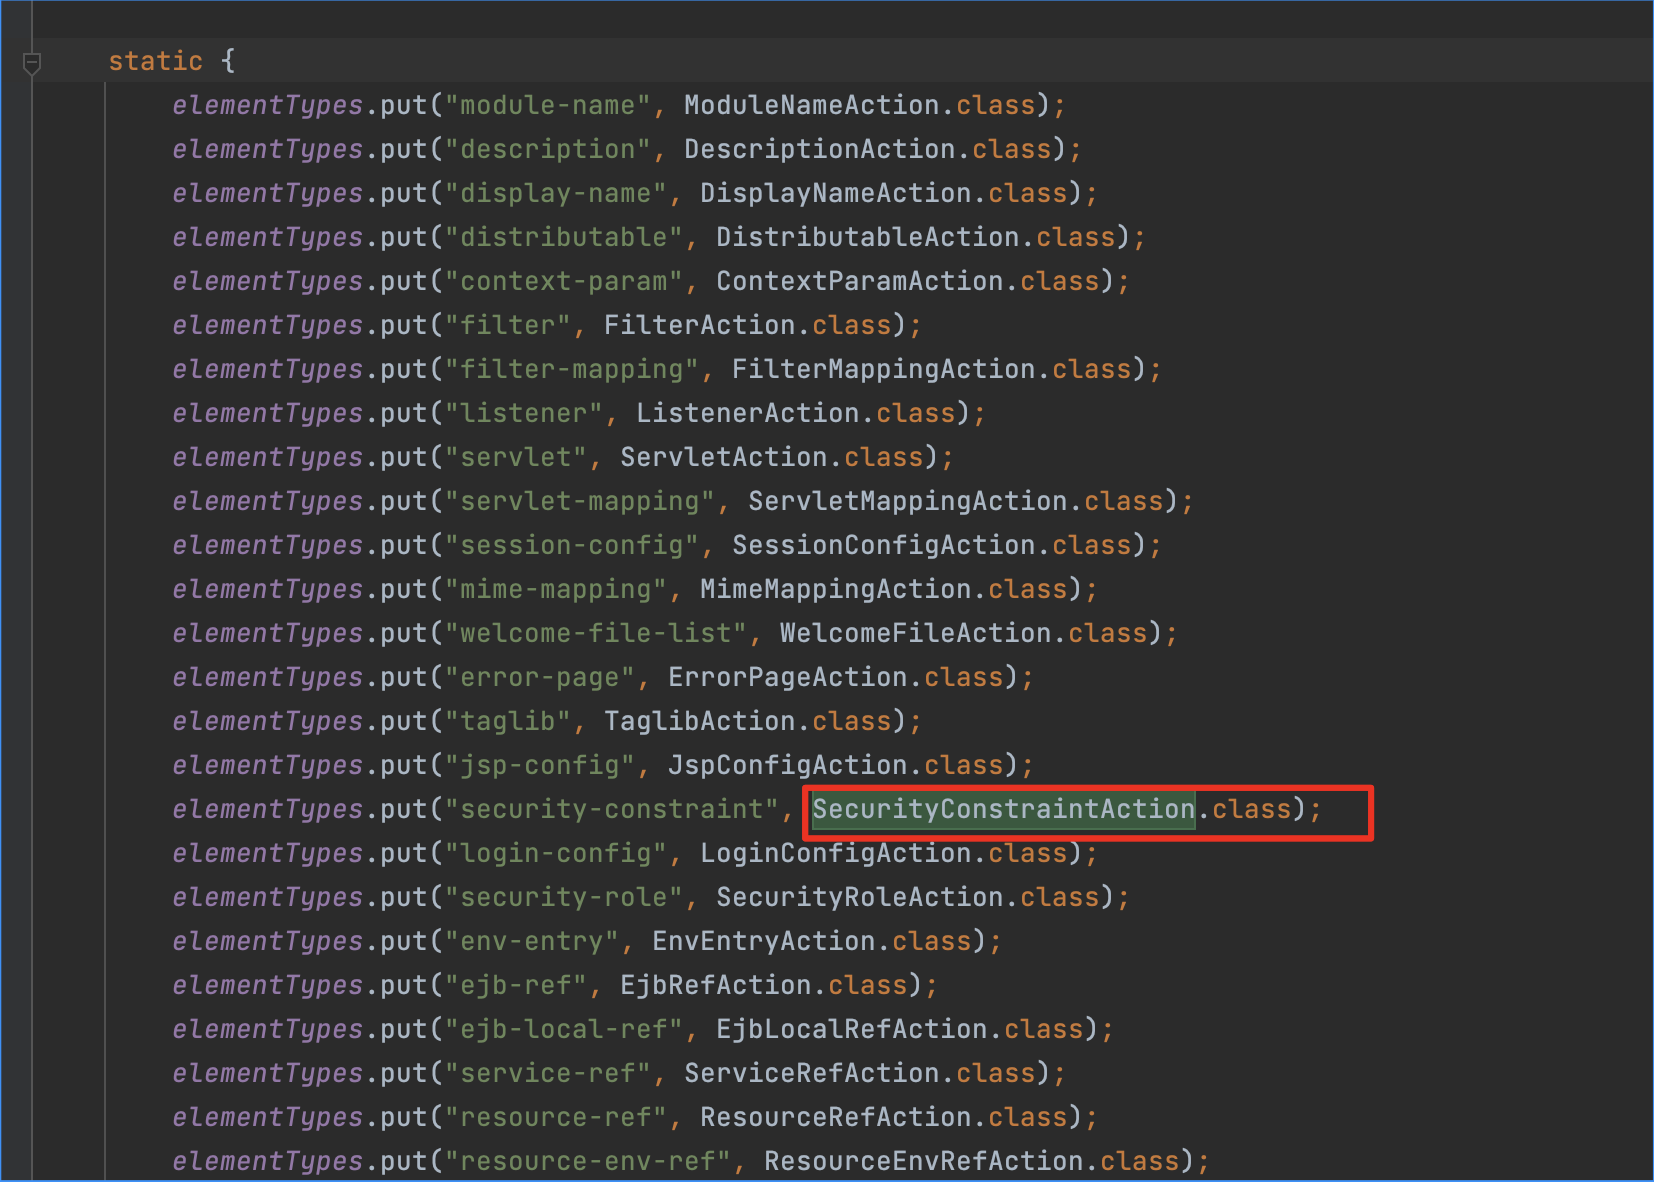 static {
elementTypes.put("module-name", ModuleNameAction.class);
elementTypes.put("description", DescriptionAction.class);
elementTypes.put("display-name", DisplayNameAction.class);
elementTypes.put("distributable", DistributableAction.class);
elementTypes.put("context-param", ContextParamAction.class);
elementTypes.put("filter", FilterAction.class);
elementTypes.put("filter-mapping", FilterMappingAction.class);
elementTypes.put("listener", ListenerAction.class);
elementTypes.put("servlet", ServletAction.class);
elementTypes.put("servlet-mapping", ServletMappingAction.class);
elementTypes.put("session-config", SessionConfigAction.class);
elementTypes.put("mime-mapping", MimeMappingAction.class);
elementTypes.put("welcome-file-list", WelcomeFileAction.class);
elementTypes.put("error-page", ErrorPageAction.class);
elementTypes.put("taglib", TaglibAction.class);
elementTypes.put("jsp-config", JspConfigAction.class);
elementTypes.put("security-constraint", SecurityConstraintAction.class);
elementTypes.put("login-config", LoginConfigAction.class);
elementTypes.put("security-role", SecurityRoleAction.class);
elementTypes.put("env-entry", EnvEntryAction.class);
elementTypes.put("ejb-ref", EjbRefAction.class);
elementTypes.put("ejb-local-ref", EjbLocalRefAction.class);
elementTypes.put("service-ref", ServiceRefAction.class);
elementTypes.put("resource-ref", ResourceRefAction.class);
elementTypes.put("resource-env-ref", ResourceEnvRefAction.class);